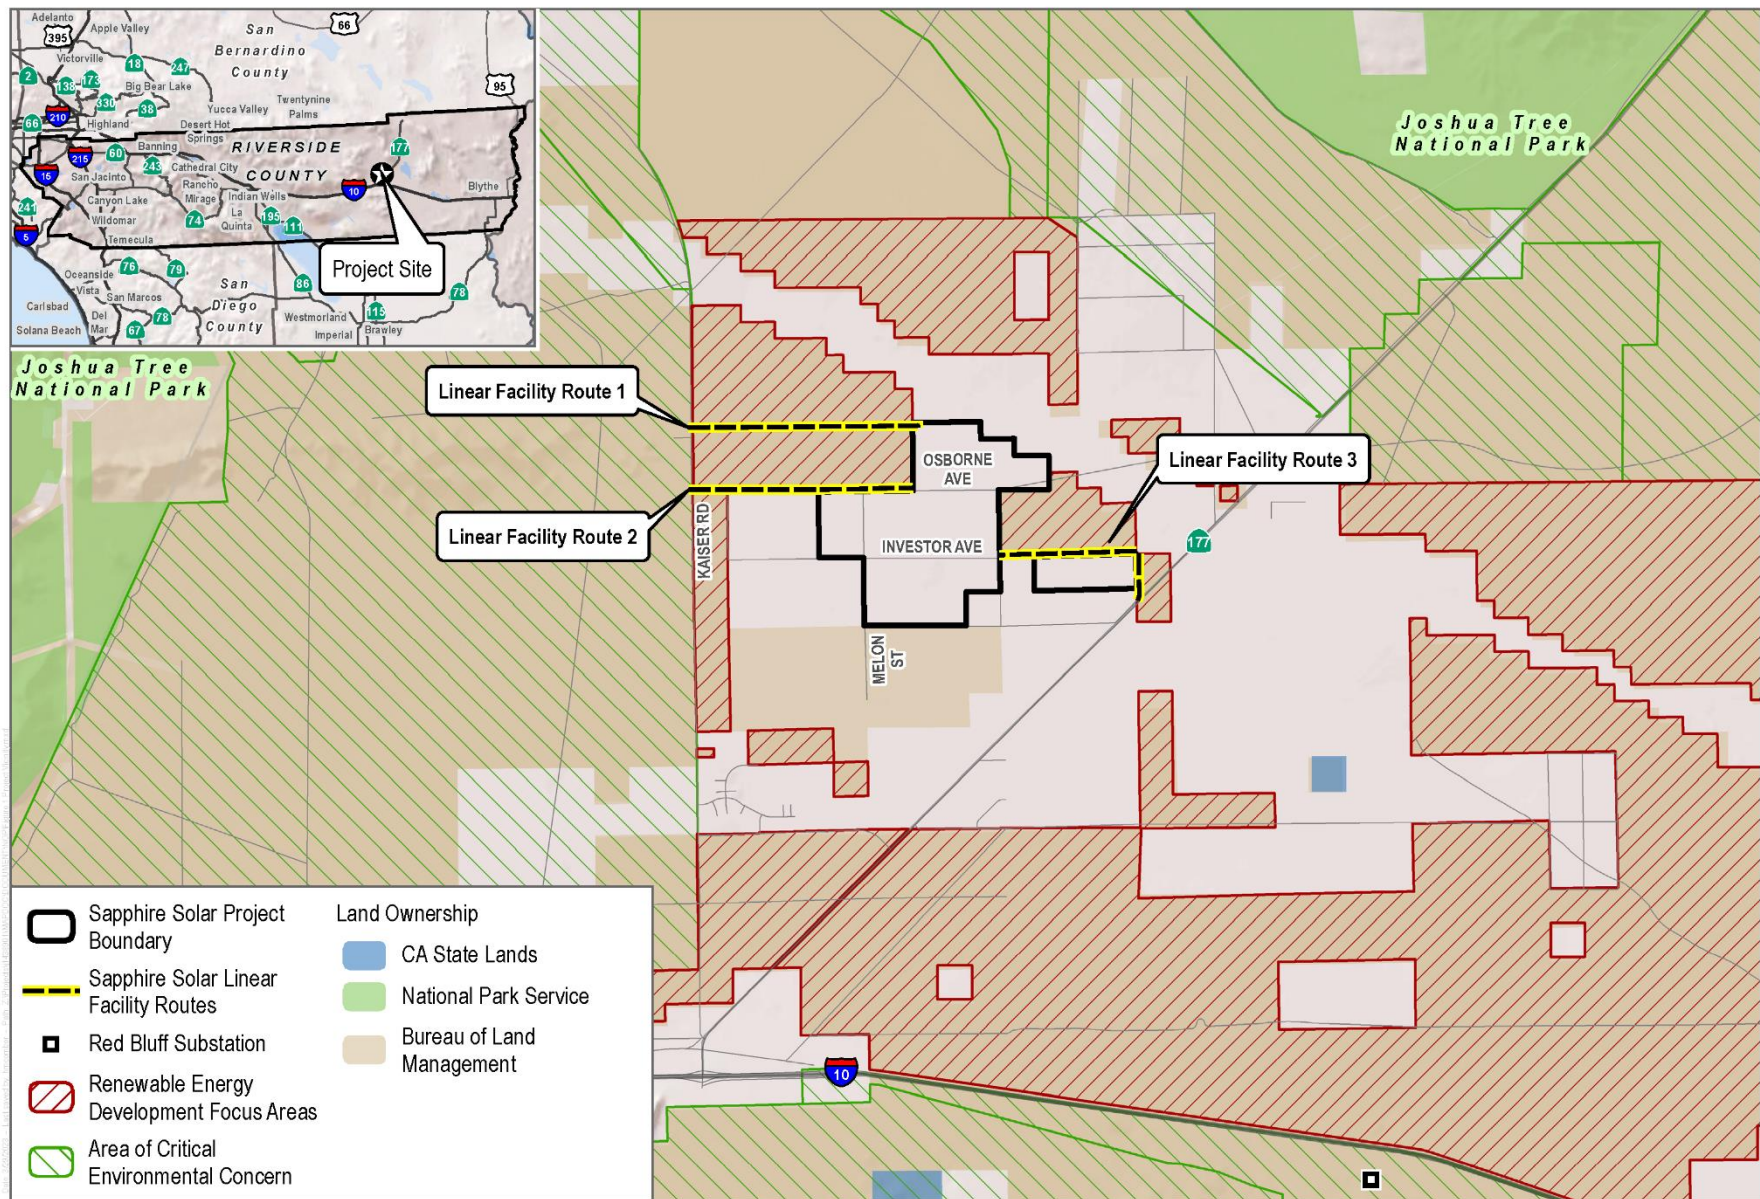 Adelanto
395
Apple Valley
San
Bernardino
County
66
Victorville
18
247
2
138
173
Big Bear Lake
95
330
38
Yucca Valley
Twentynine
Palms
210
66
Highland
Desert Hot
Springs
RIVERSIDE
COUNTY
177
215
60
Banning
243
Cathedral City
15
San Jacinto
Rancho
Mirage
Indian Wells
10
Blythe
Canyon Lake
241
Wildomar
74
La
Quinta
195
111
5
Temecula
Project Site
76
79
Oceanside
Vista
San Marcos
San
Diego
County
86
78
Carlsbad
Del
Mar
78
Westmorland
115
Solana Beach
67
Imperial
Brawley
Joshua Tree
National Park
Joshua Tree
National Park
Linear Facility Route 1
OSBORNE
AVE
Linear Facility Route 3
Linear Facility Route 2
KAISER RD
INVESTOR AVE
177
MELON
ST
10
Sapphire Solar Project
Boundary
Sapphire Solar Linear
Facility Routes
Red Bluff Substation
Renewable Energy
Development Focus Areas
Area of Critical
Environmental Concern
Land Ownership
CA State Lands
National Park Service
Bureau of Land
Management